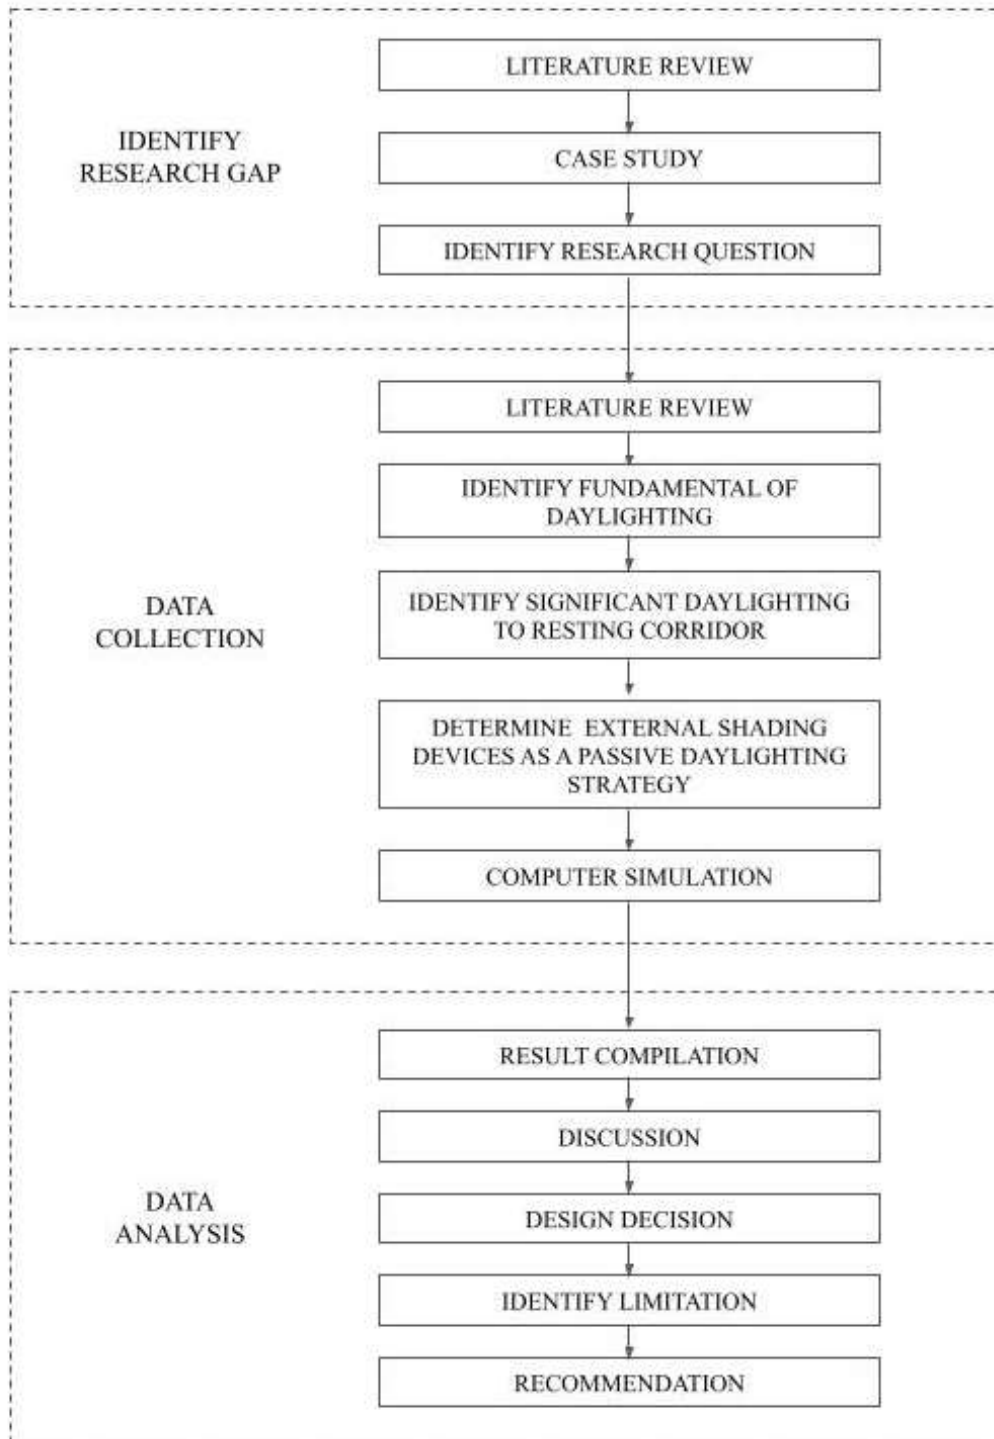 LITERATURE REVIEW
IDENTIFY
RESEARCH GAP
CASE STUDY
IDENTIFY RESEARCH QUESTION
LITERATURE REVIEW
IDENTIFY FUNDAMENTAL OF
DAYLIGHTING
DATA
COLLECTION
IDENTIFY SIGNIFICANT DAYLIGHTING
TO RESTING CORRIDOR
DETERMINE EXTERNAL SHADING
DEVICES AS A PASSIVE DAYLIGHTING
STRATEGY
COMPUTER SIMULATION
RESULT COMPILATION
DISCUSSION
DATA
ANALYSIS
DESIGN DECISION
IDENTIFY LIMITATION
RECOMMENDATION